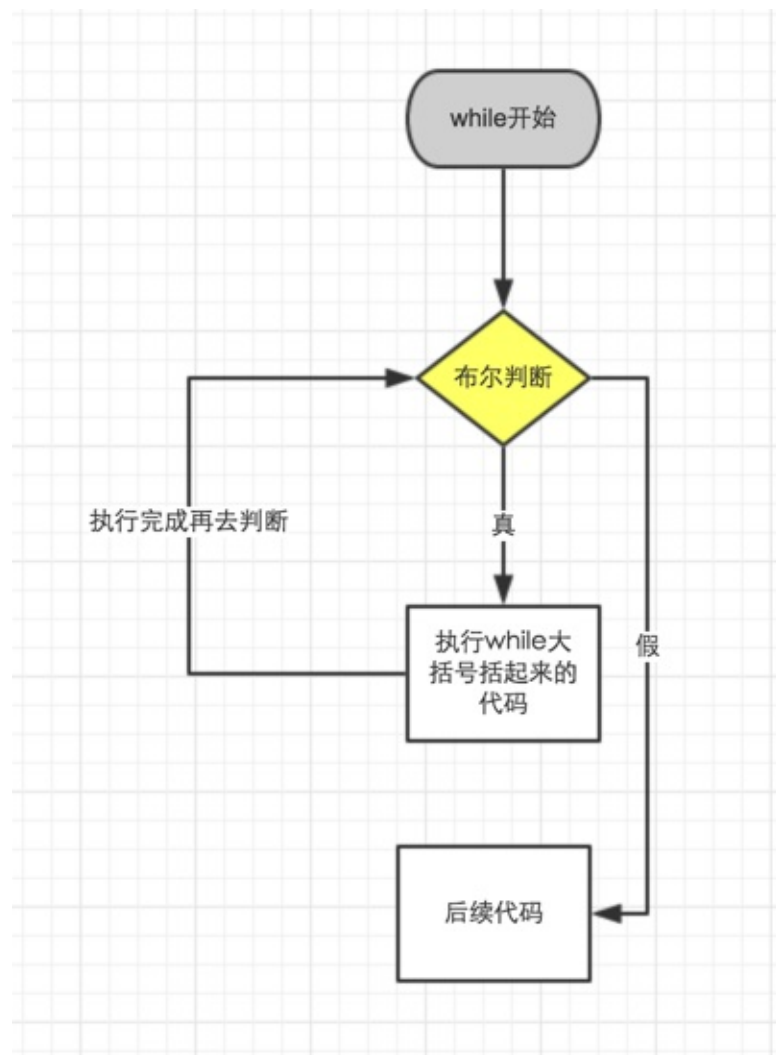 while开始
布尔判断
执行完成再去判断
真
执行while大
括号括起来的
代码
假
后续代码